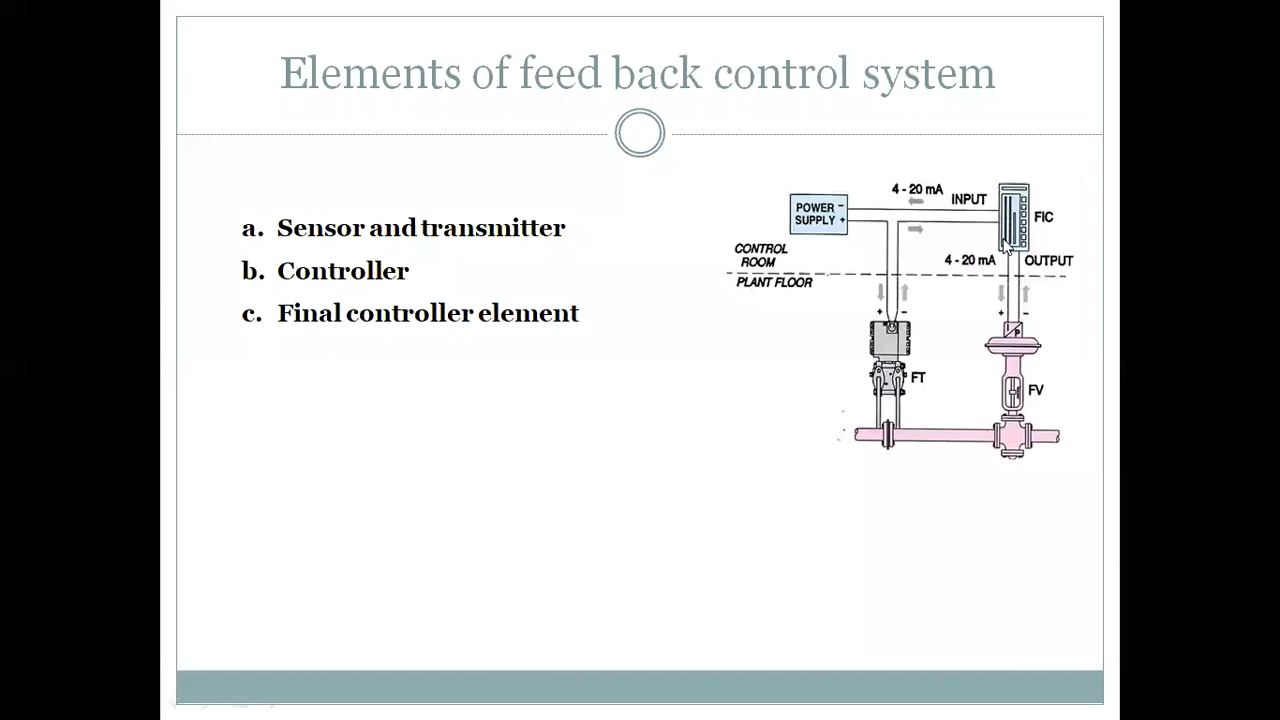 Elements of feed back control system
a. Sensor and transmitter
b. Controller
c. Final controller element
4 - 20 mA
INPUT
POWER −
SUPPLY +
FIC
CONTROL
ROOM
4 - 20 mA
OUTPUT
PLANT FLOOR
+ −
+ −
P
FT
FV